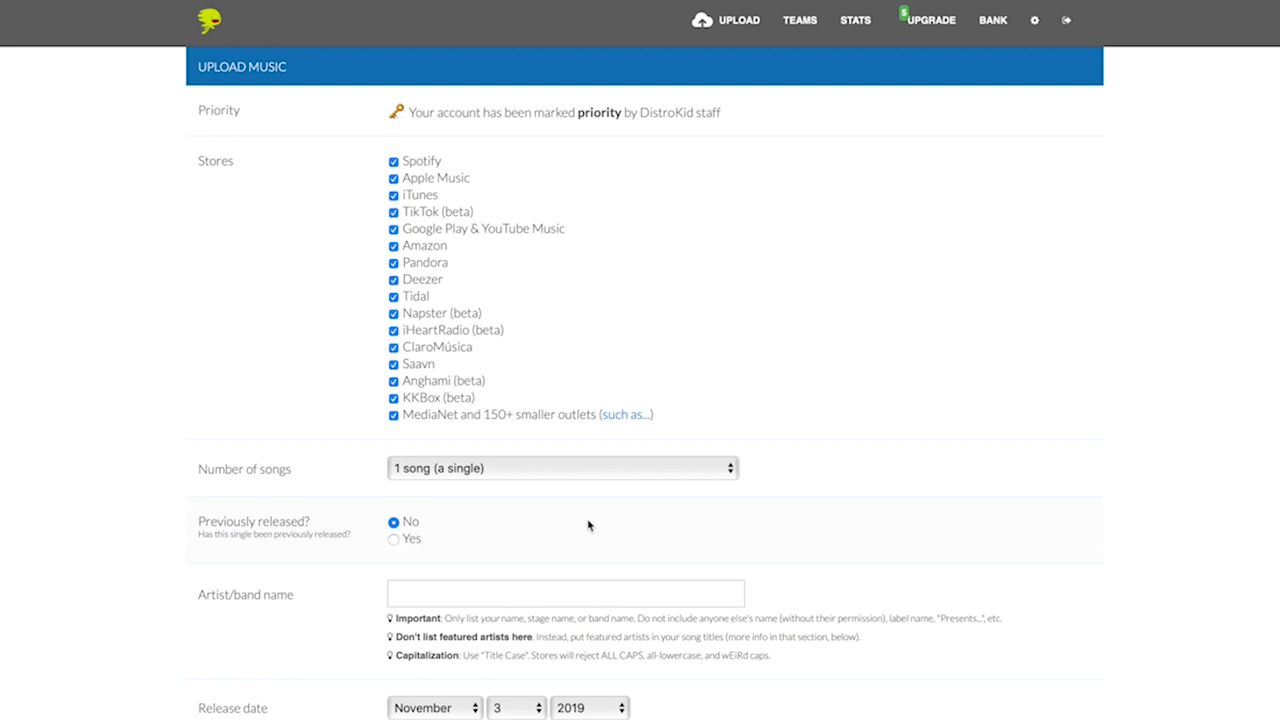 UPLOAD TEAMS STATS 5 UPGRADE BANK
UPLOAD MUSIC
Priority
Your account has been marked priority by DistroKid staff
Stores
Spotify
Apple Music
iTunes
TikTok (beta)
Google Play & YouTube Music
Amazon
Pandora
Deezer
Tidal
Napster (beta)
iHeartRadio (beta)
ClaroMúsica
Saavn
Anghami (beta)
KKBox (beta)
MediaNet and 150+ smaller outlets (such as...)
Number of songs
1 song (a single)
Previously released?
Has this single been previously released?
No
Yes
Artist/band name
Important: Only list your name, stage name, or band name. Do not include anyone else's name (without their permission), label name, "Presents...", etc.
Don't list featured artists here. Instead, put featured artists in your song titles (more info in that section, below).
Capitalization: Use "Title Case". Stores will reject ALL CAPS, all-lowercase, and wEiRd caps.
Release date
November 3 2019